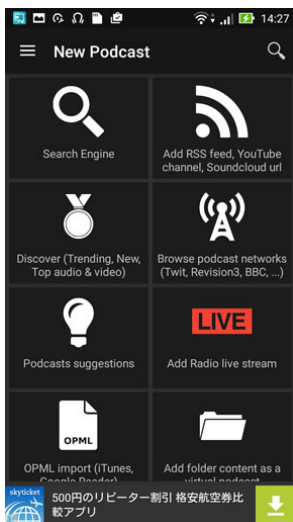 14:27
New Podcast
Search Engine
Add RSS feed, YouTube
channel, Soundcloud url
Discover (Trending, New,
Top audio & video)
Browse podcast networks
(Twit, Revision3, BBC, ...)
Podcasts suggestions
LIVE
Add Radio live stream
OPML
OPML import (iTunes,
Google Reader)
Add folder content as a
virtual podcast
skyticket
500円のリピーター割引 格安航空券比
較アプリ